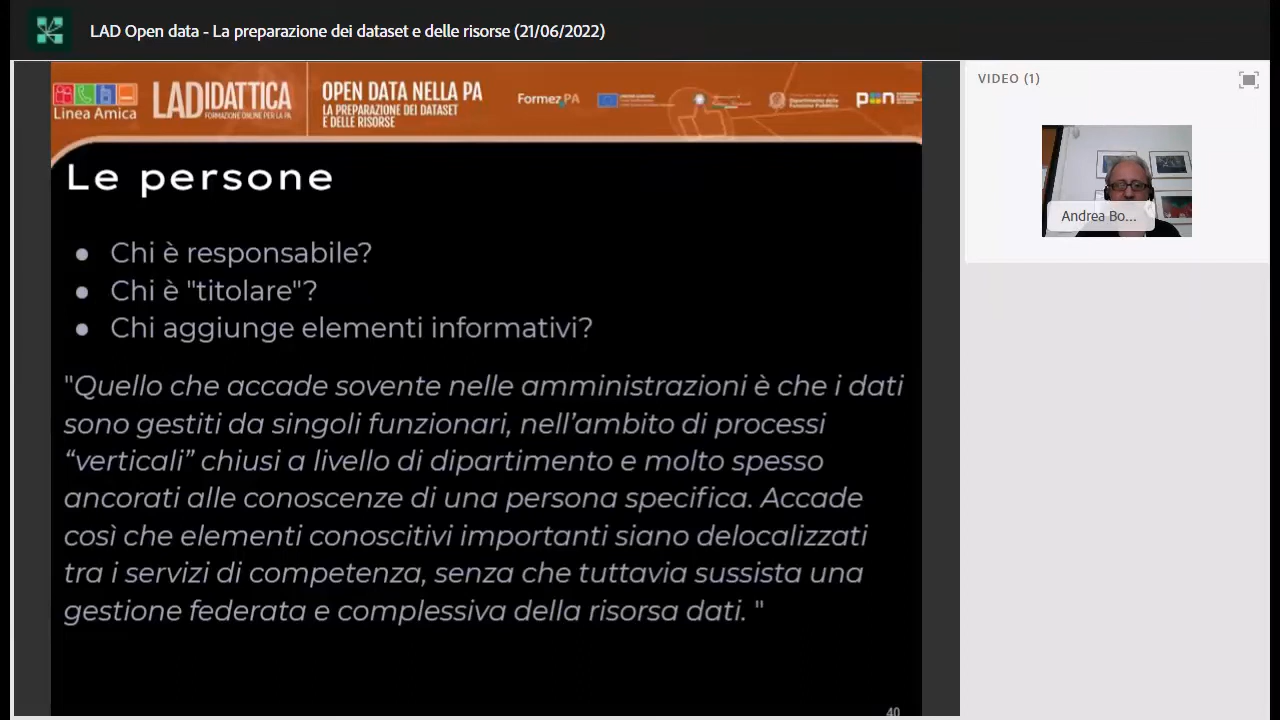 LAD Open data - La preparazione dei dataset e delle risorse (21/06/2022)
Linea Amica
LADIDATTICA
FORMAZIONE ONLINE PER LA PA
OPEN DATA NELLA PA
LA PREPARAZIONE DEI DATASET
E DELLE RISORSE
FormezPA
pon
VIDEO (1)
Andrea Bo...
Le persone
● Chi è responsabile?
● Chi è "titolare"?
● Chi aggiunge elementi informativi?
"Quello che accade sovente nelle amministrazioni è che i dati
sono gestiti da singoli funzionari, nell’ambito di processi
“verticali” chiusi a livello di dipartimento e molto spesso
ancorati alle conoscenze di una persona specifica. Accade
così che elementi conoscitivi importanti siano delocalizzati
tra i servizi di competenza, senza che tuttavia sussista una
gestione federata e complessiva della risorsa dati. "
40